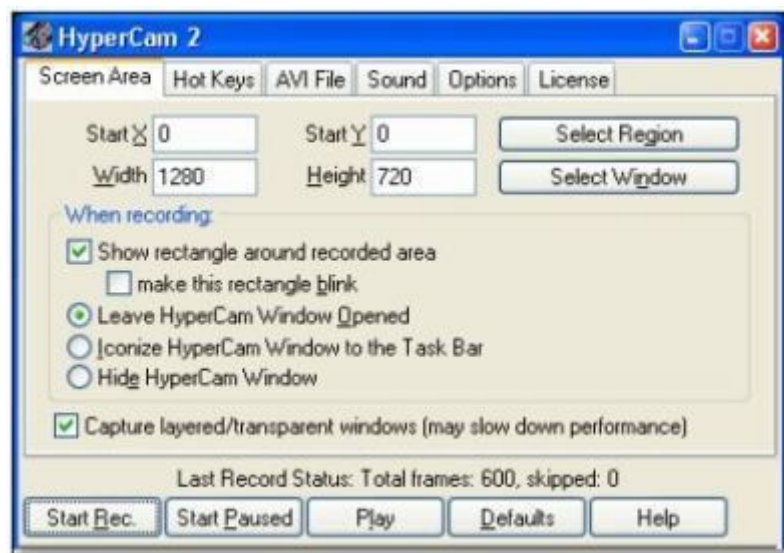 HyperCam 2
Screen Area Hot Keys AVI File Sound Options License
Start X 0 Start Y 0 Select Region
Width 1280 Height 720 Select Window
When recording:
Show rectangle around recorded area
make this rectangle blink
Leave HyperCam Window Opened
Iconize HyperCam Window to the Task Bar
Hide HyperCam Window
Capture layered/transparent windows (may slow down performance)
Last Record Status: Total frames: 600, skipped: 0
Start Rec. Start Paused Play Defaults Help